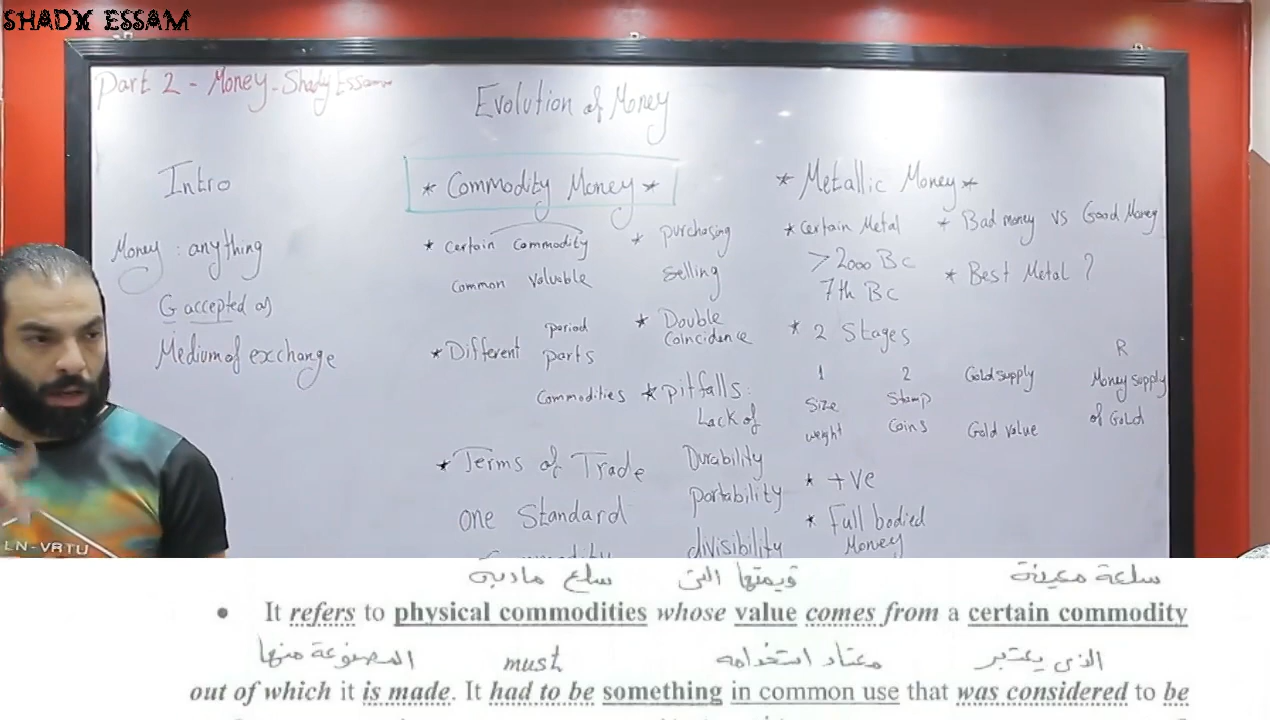 SHADY ESSAM
Part 2 - Money - Shady Essam
Evolution of Money
Intro
Money : anything
G accepted as
Medium of exchange
* Commodity Money *
* Certain Commodity
Common Valuable
* Different period
parts
Commodities
* Terms of Trade
one Standard
* purchasing
Selling
* Double
Coincidence
* pitfalls:
Lack of
Durability
portability
divisibility
* Metallic Money *
* Certain Metal
> 2000 BC
7th BC
* 2 Stages
1
Size
weight
2
Stamp
Coins
* +ve
* Full bodied
Money
* Bad money VS Good Money
* Best Metal ?
Gold supply
Gold value
R
Money supply
of Gold
LN-VRTU
سلعة معينة قيمتها التى سلع مادية
• It refers to physical commodities whose value comes from a certain commodity
المصنوعة منها must معتاد استخدامه الذى يعتبر
out of which it is made. It had to be something in common use that was considered to be